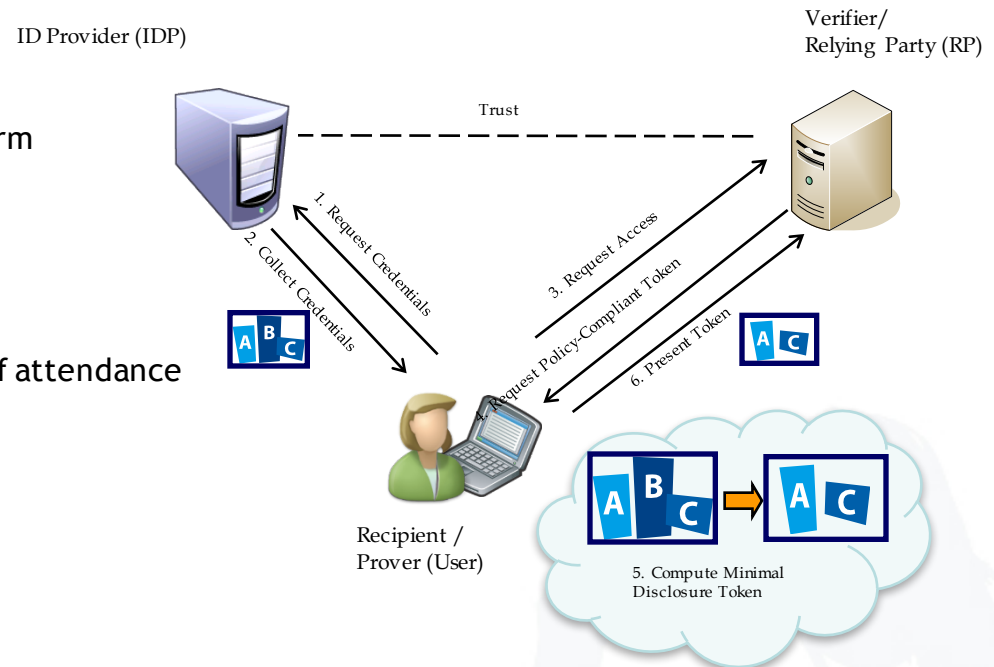 ID Provider (IDP)
Verifier/
Relying Party (RP)
Trust
rm
1. Request Credentials
2. Collect Credentials
3. Request Access
4. Request Policy-Compliant Token
6. Present Token
A B C
A C
f attendance
Recipient /
Prover (User)
A B C
A C
5. Compute Minimal
Disclosure Token